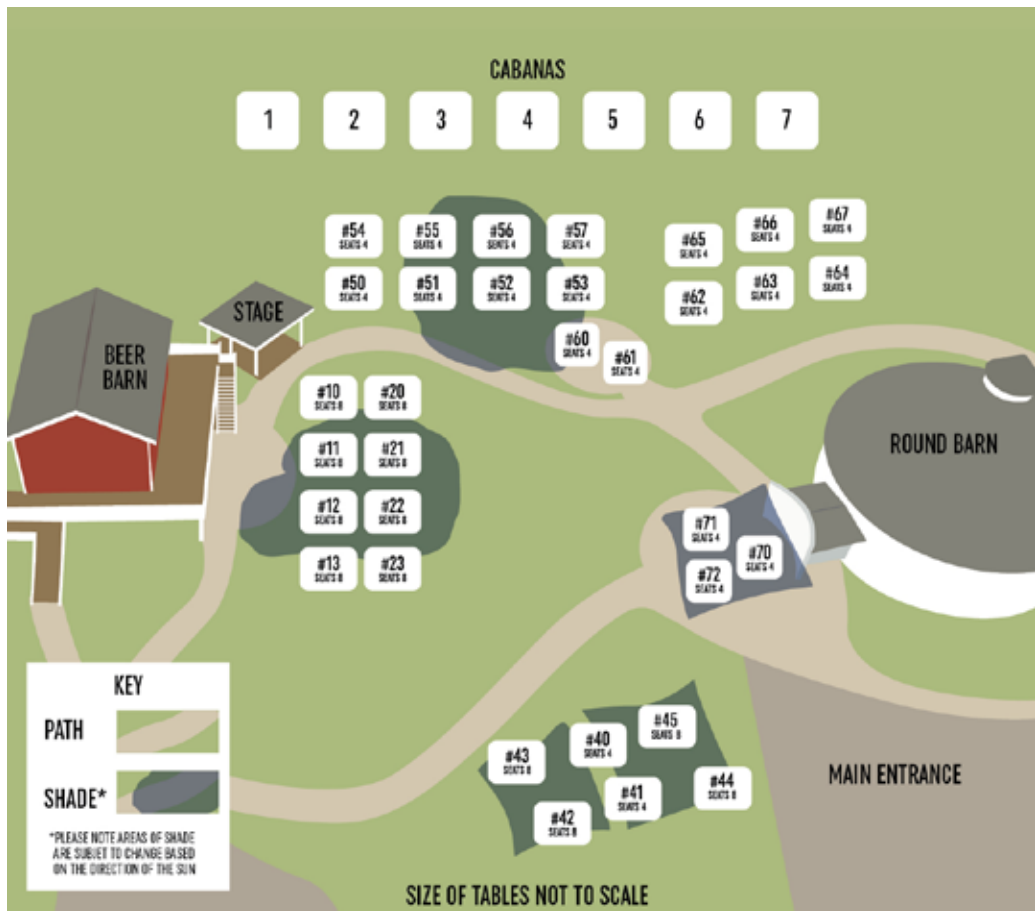 CABANAS
1 2 3 4 5 6 7
#54 #55 #56 #57
SEATS 4 SEATS 4 SEATS 4 SEATS 4
#65 #66 #67
SEATS 4 SEATS 4 SEATS 4
#50 #51 #52 #53
SEATS 4 SEATS 4 SEATS 4 SEATS 4
#62 #63 #64
SEATS 4 SEATS 4 SEATS 4
STAGE
BEER
BARN
#60 #61
SEATS 4 SEATS 4
#10 #20
SEATS 8 SEATS 8
#11 #21
SEATS 8 SEATS 8
#12 #22
SEATS 8 SEATS 8
#13 #23
SEATS 8 SEATS 8
ROUND BARN
#71
SEATS 4
#70
SEATS 4
#72
SEATS 4
KEY
PATH
SHADE*
*PLEASE NOTE AREAS OF SHADE
ARE SUBJET TO CHANGE BASED
ON THE DIRECTION OF THE SUN
#45
SEATS 8
#40
SEATS 4
#43
SEATS 8
#44
SEATS 8
#41
SEATS 4
#42
SEATS 8
MAIN ENTRANCE
SIZE OF TABLES NOT TO SCALE